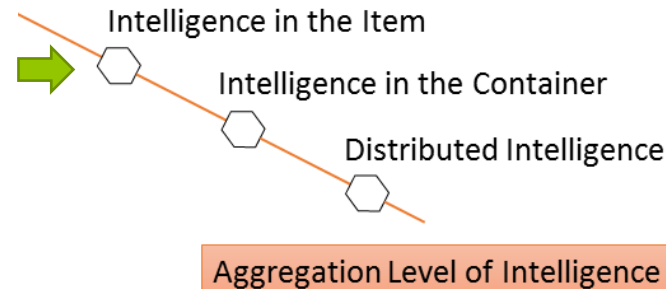 Intelligence in the Item
Intelligence in the Container
Distributed Intelligence
Aggregation Level of Intelligence